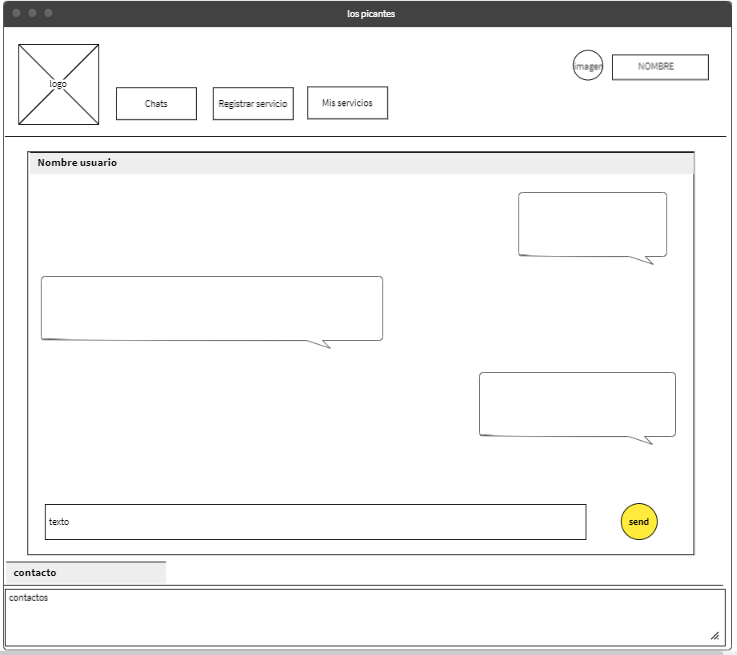 los picantes
logo
imagen
NOMBRE
Chats
Registrar servicio
Mis servicios
Nombre usuario
texto
send
contacto
contactos